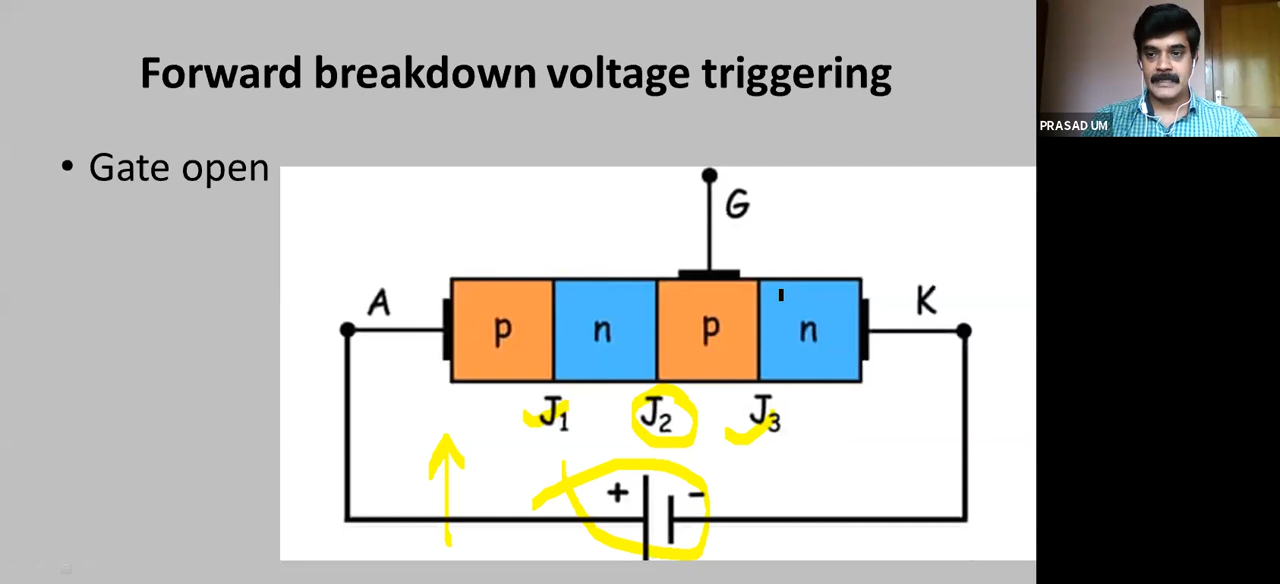 Forward breakdown voltage triggering
PRASAD UM
• Gate open
G
A
K
p n p n
J₁ J₂ J₃
+ -